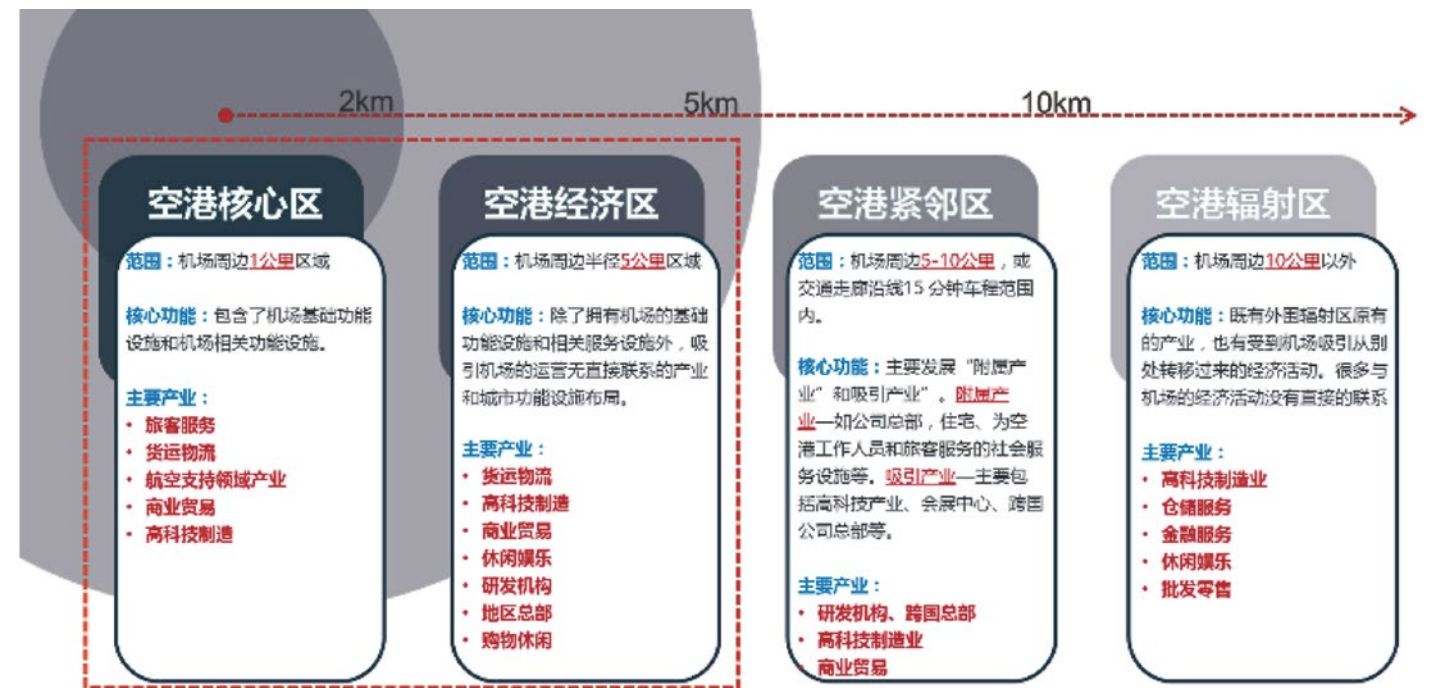 2km
5km
10km
空港核心区
范围：机场周边1公里区域
核心功能：包含了机场基础功能
设施和机场相关功能设施。
主要产业：
• 旅客服务
• 货运物流
• 航空支持领域产业
• 商业贸易
• 高科技制造
空港经济区
范围：机场周边半径5公里区域
核心功能：除了拥有机场的基础
功能设施和相关服务设施外，吸
引机场的运营无直接联系的产业
和城市功能设施布局。
主要产业：
• 货运物流
• 高科技制造
• 商业贸易
• 休闲娱乐
• 研发机构
• 地区总部
• 购物休闲
空港紧邻区
范围：机场周边5-10公里，或
交通走廊沿线15 分钟车程范围
内。
核心功能：主要发展“附属产
业”和吸引产业”。附属产
业—如公司总部，住宅、为空
港工作人员和旅客服务的社会服
务设施等。吸引产业—主要包
括高科技产业、会展中心、跨国
公司总部等。
主要产业：
• 研发机构、跨国总部
• 高科技制造业
• 商业贸易
空港辐射区
范围：机场周边10公里以外
核心功能：既有外围辐射区原有
的产业，也有受到机场吸引从别
处转移过来的经济活动。很多与
机场的经济活动没有直接的联系
主要产业：
• 高科技制造业
• 仓储服务
• 金融服务
• 休闲娱乐
• 批发零售